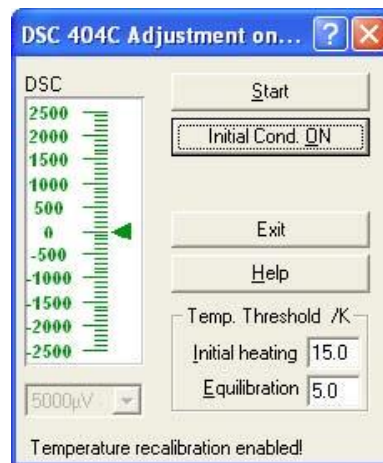 DSC 404C Adjustment on...
DSC
2500
2000
1500
1000
500
0
-500
-1000
-1500
-2000
-2500
5000µV
Start
Initial Cond. ON
Exit
Help
Temp. Threshold /K
Initial heating 15.0
Equilibration 5.0
Temperature recalibration enabled!